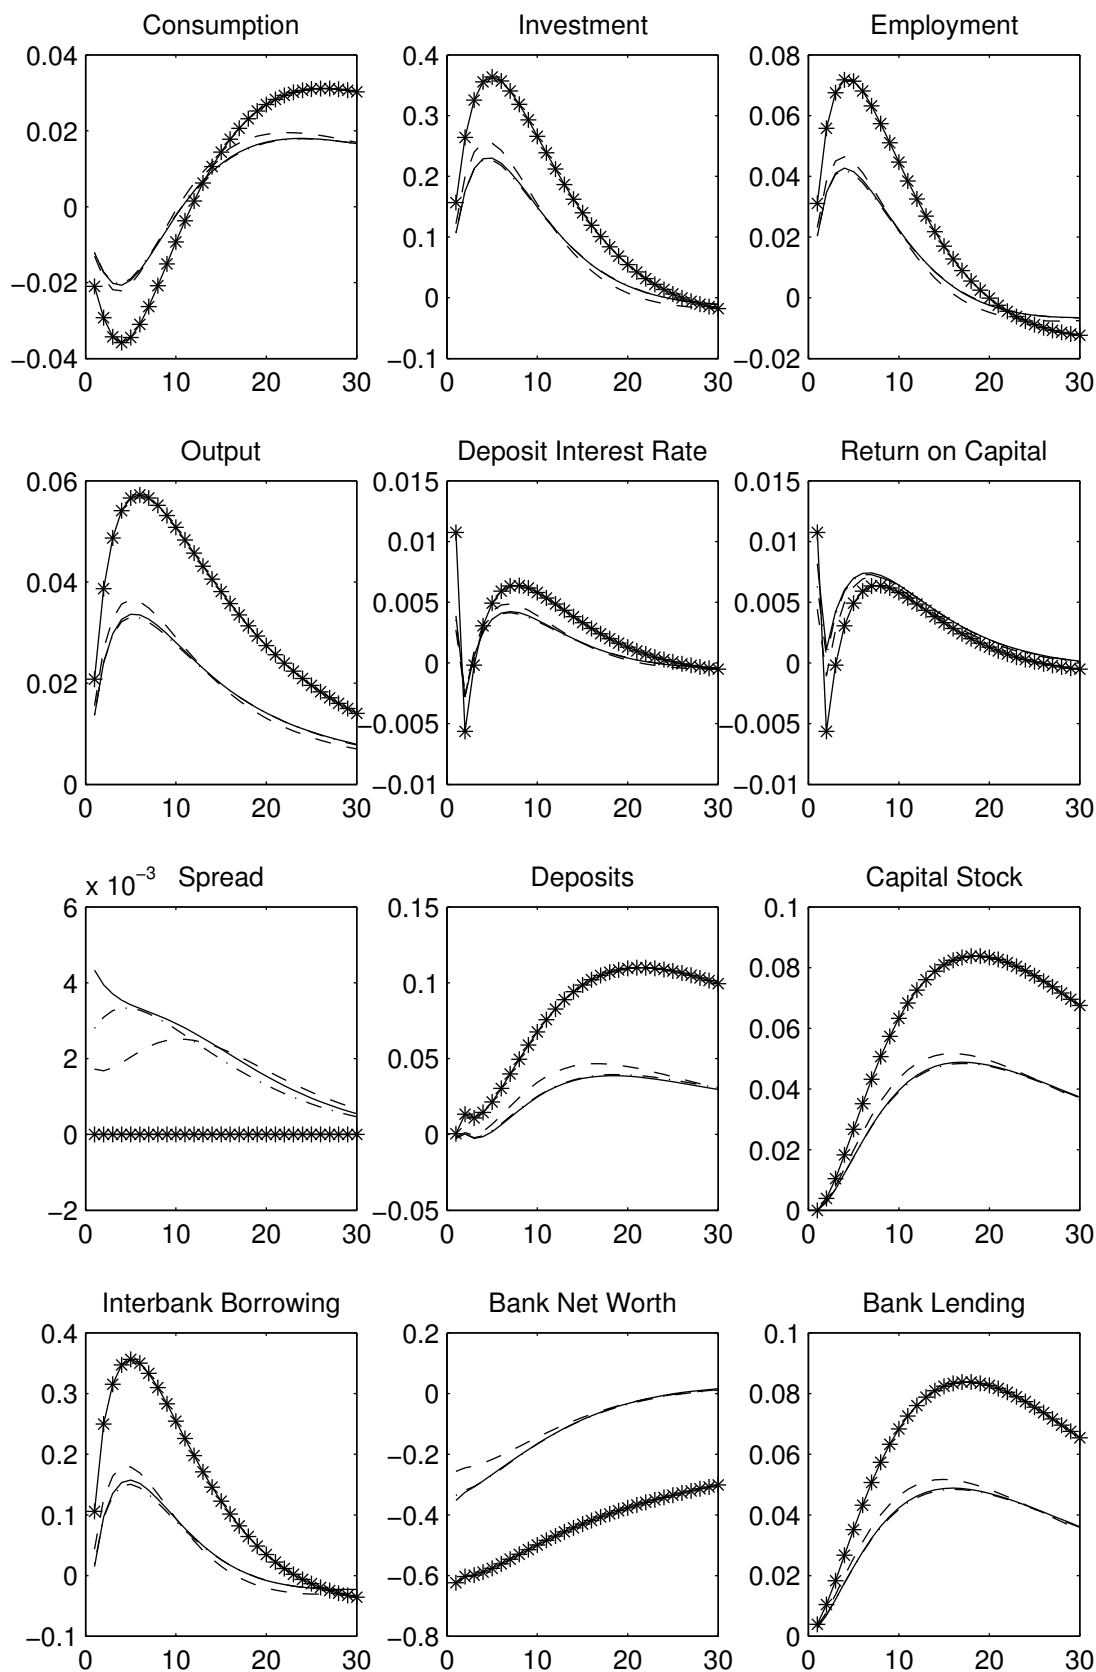 Consumption Investment Employment
0.04 0.4 0.08
0.02 0.3 0.06
0 0.2 0.04
−0.02 0.1 0.02
0 0
−0.04 −0.1 −0.02
0 10 20 30 0 10 20 30 0 10 20 30
Output Deposit Interest Rate Return on Capital
0.06 0.015 0.015
0.01 0.01
0.04 0.005 0.005
0 0
0.02 −0.005 −0.005
0 −0.01 −0.01
0 10 20 30 0 10 20 30 0 10 20 30
x 10−3 Spread Deposits Capital Stock
6 0.15 0.1
4 0.1 0.08
2 0.05 0.06
0 0 0.04
0.02
−2 −0.05 0
0 10 20 30 0 10 20 30 0 10 20 30
Interbank Borrowing Bank Net Worth Bank Lending
0.4 0.2 0.1
0.3 0 0.08
0.2 −0.2 0.06
0.1 −0.4 0.04
0 −0.6 0.02
−0.1 −0.8 0
0 10 20 30 0 10 20 30 0 10 20 30